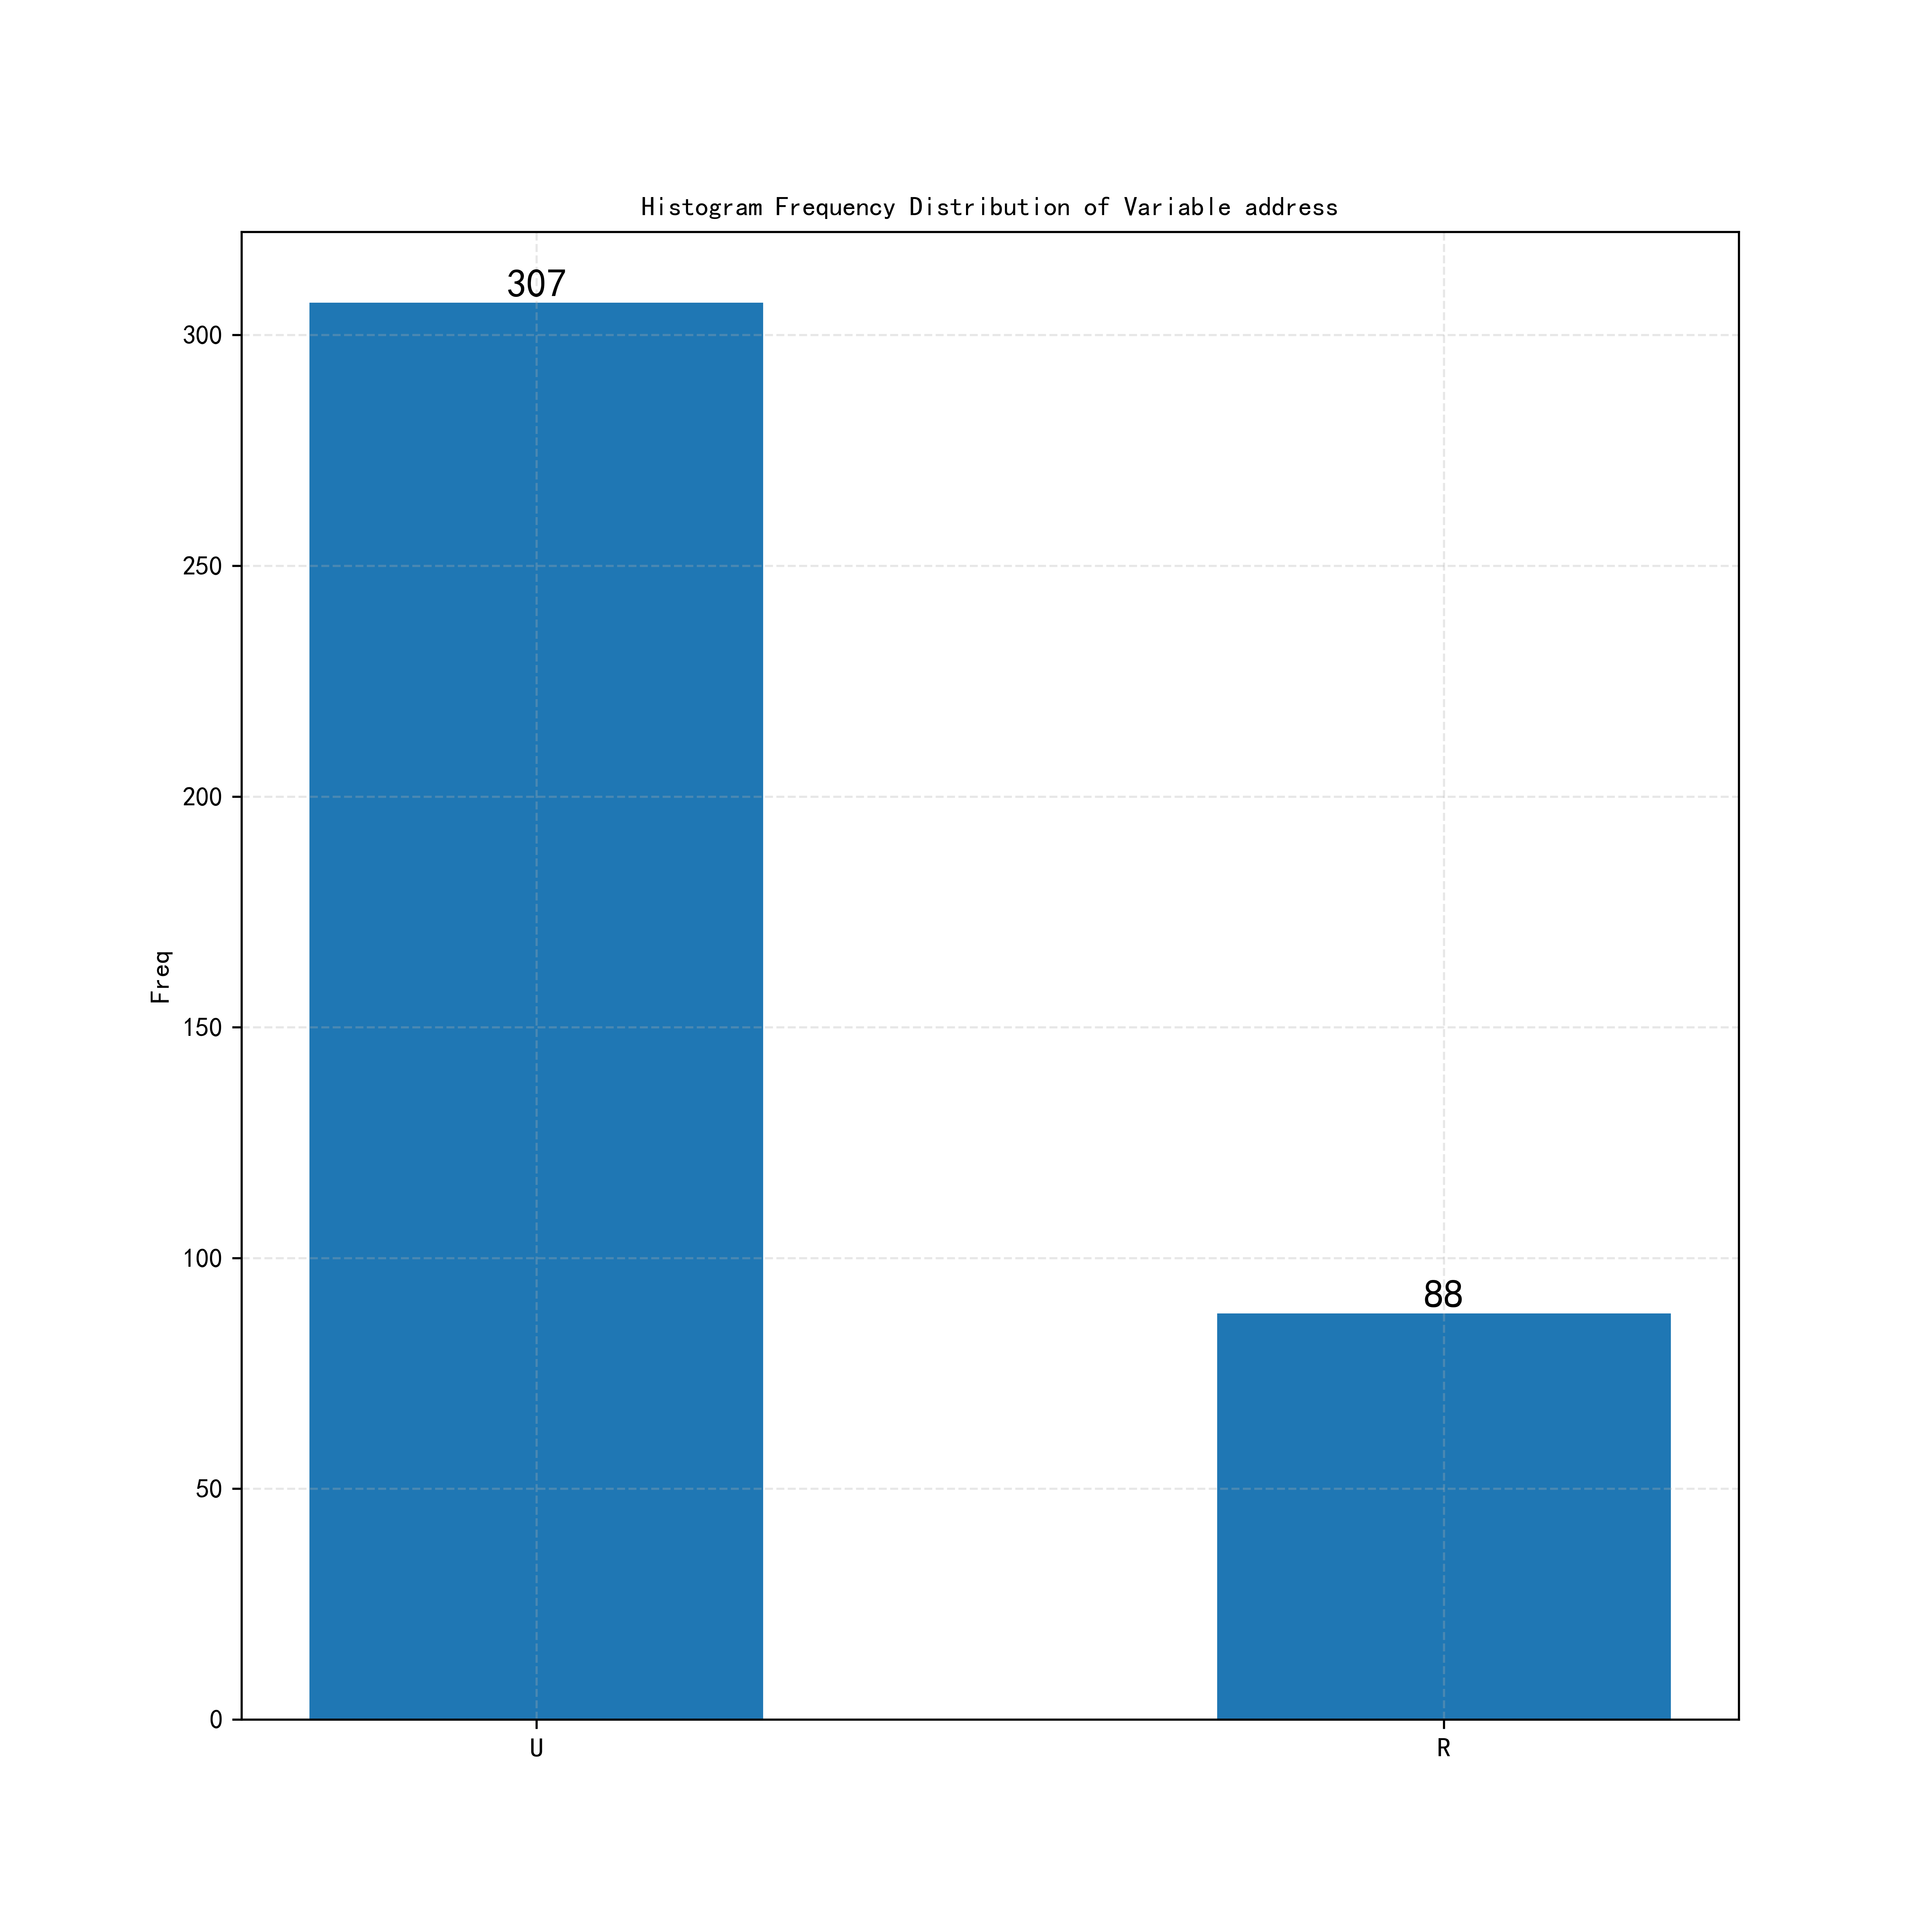 Histogram Frequency Distribution of Variable address
307
300
250
200
Freq
150
100
88
50
0
U
R